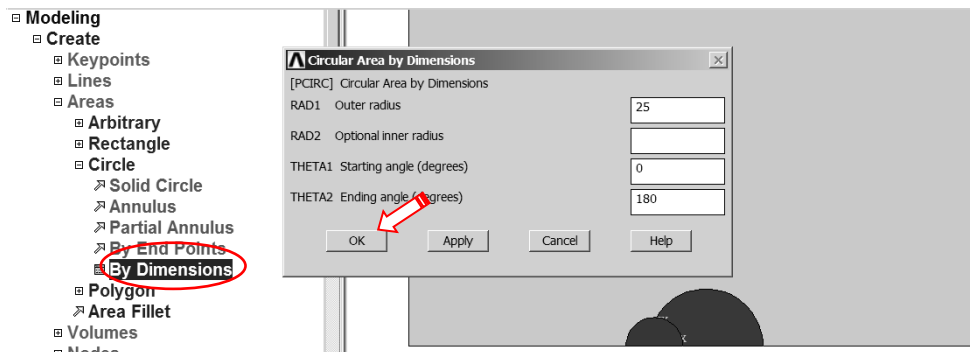 Modeling
Create
Keypoints
Lines
Areas
Arbitrary
Rectangle
Circle
Solid Circle
Annulus
Partial Annulus
By End Points
By Dimensions
Polygon
Area Fillet
Volumes
Nodes
Circular Area by Dimensions
[PCIRC] Circular Area by Dimensions
RAD1 Outer radius 25
RAD2 Optional inner radius
THETA1 Starting angle (degrees) 0
THETA2 Ending angle (degrees) 180
OK Apply Cancel Help
X